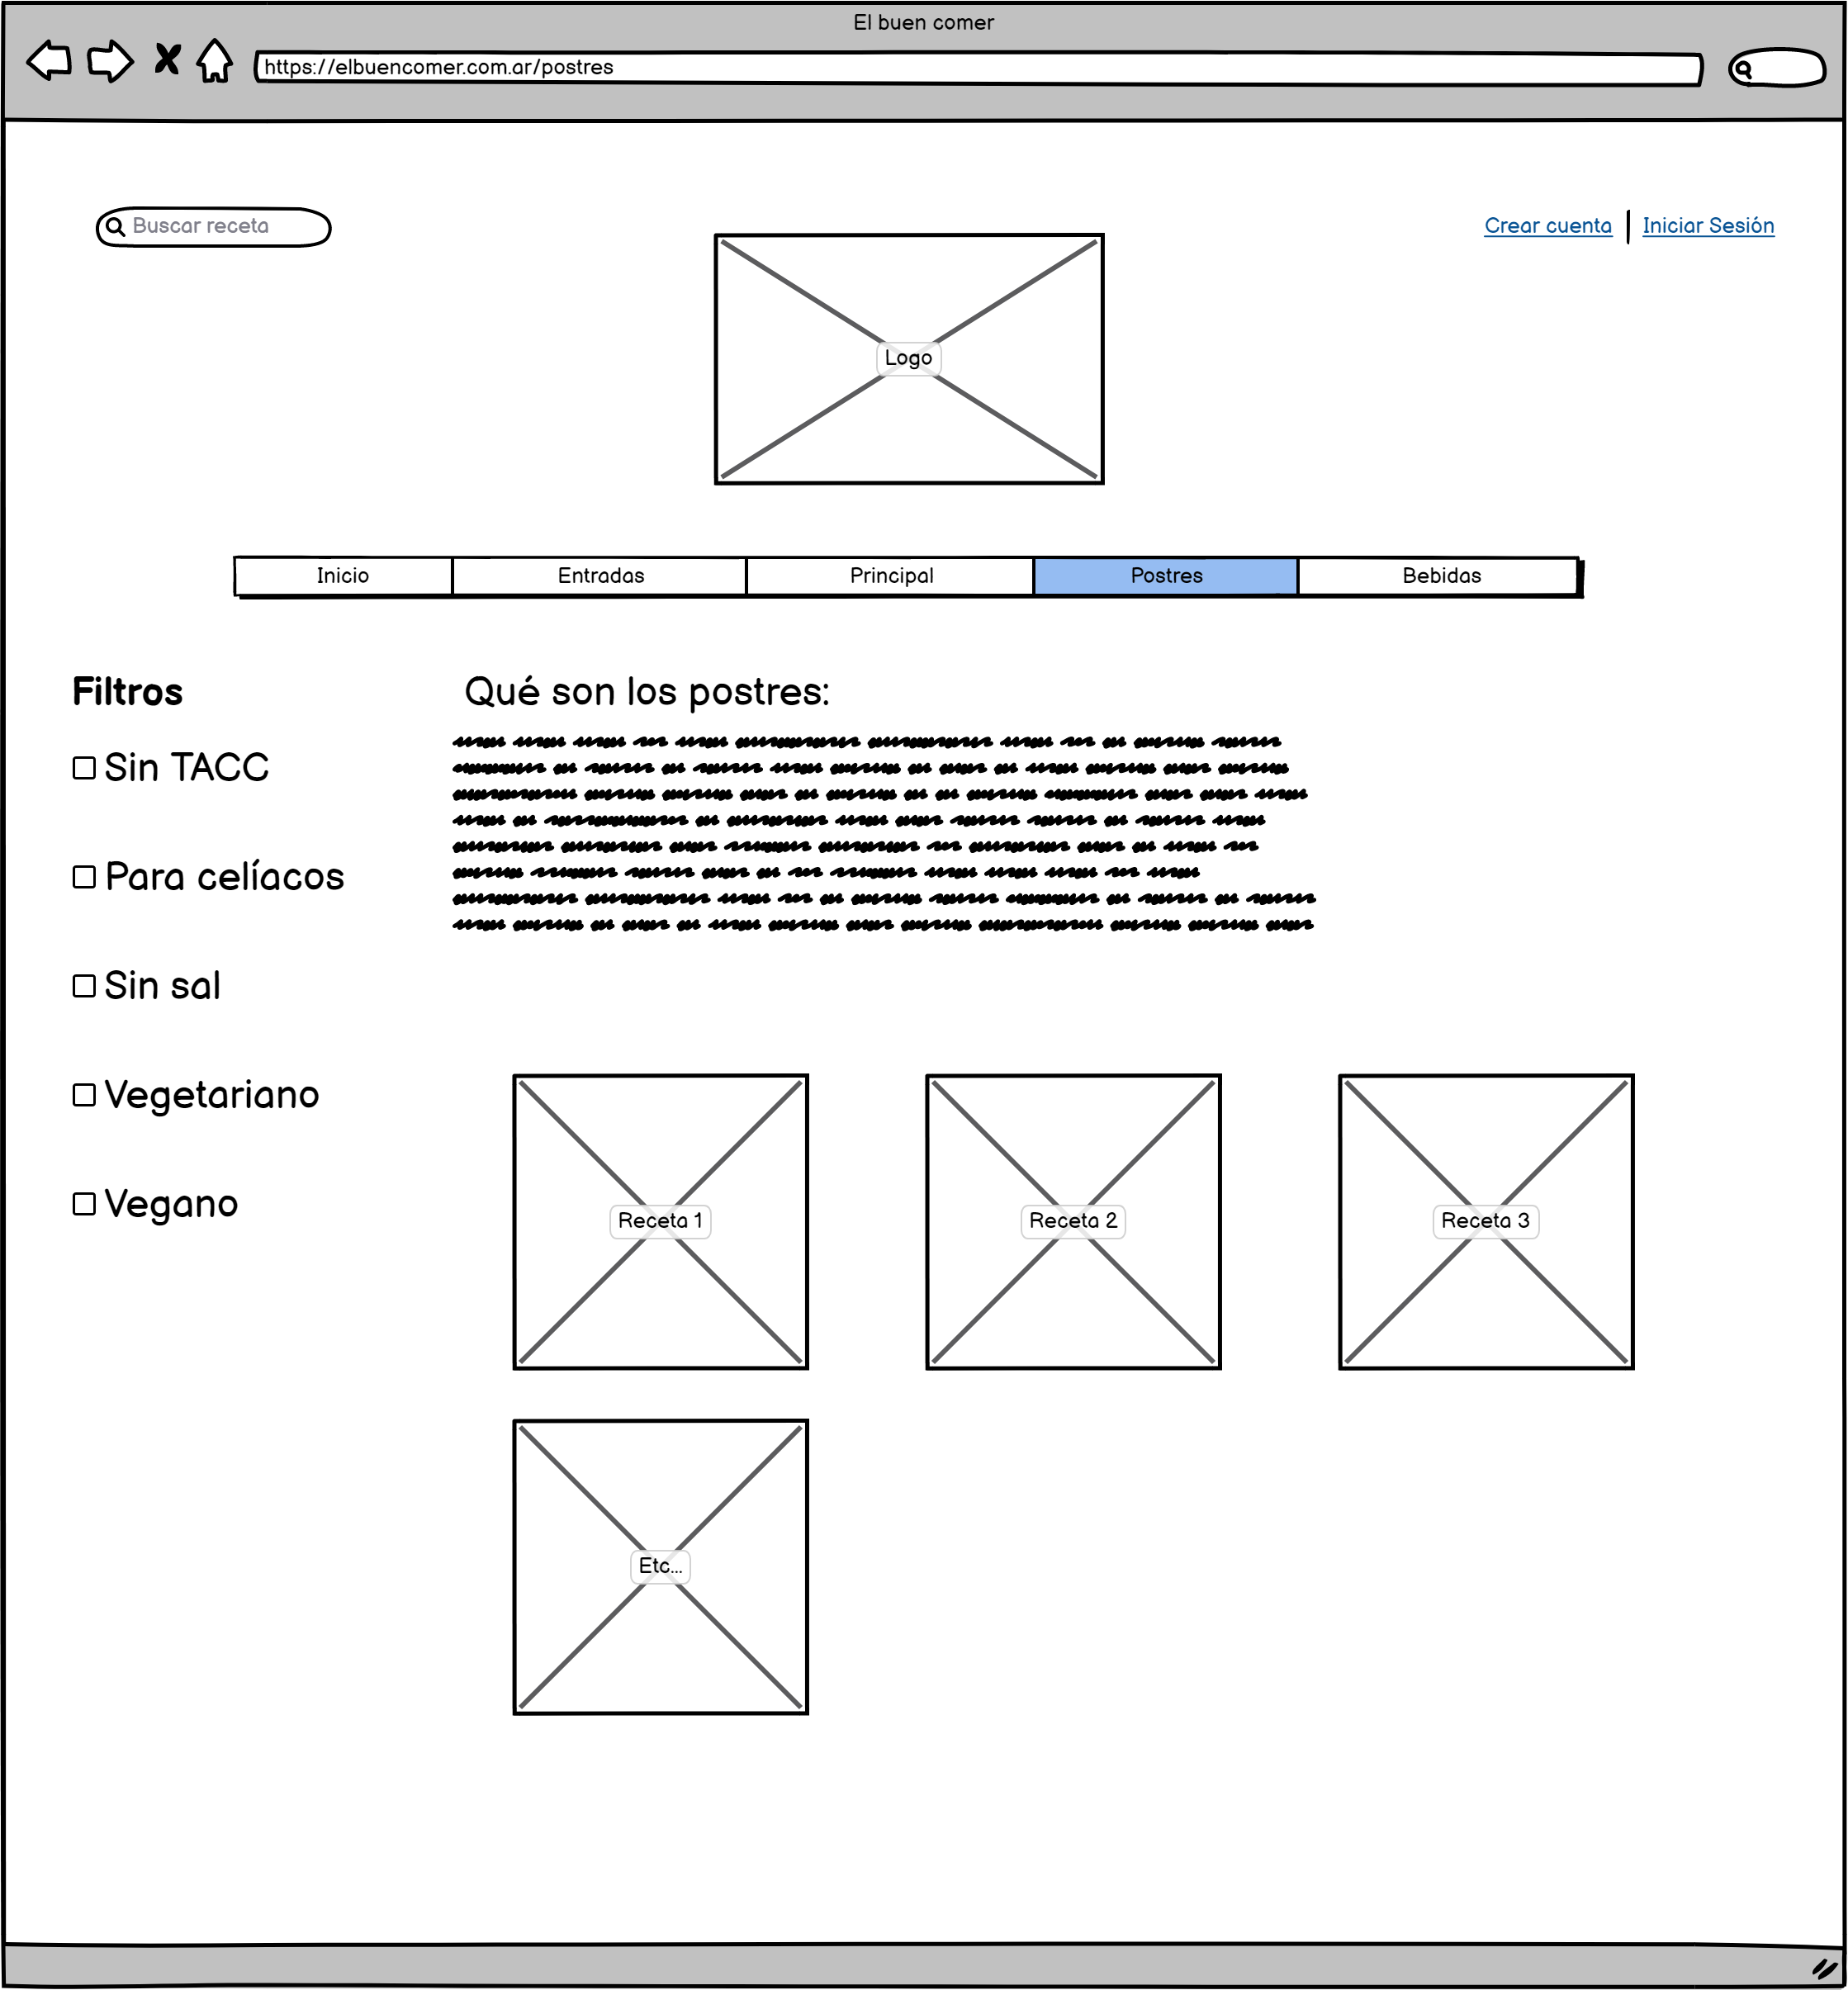 El buen comer
https://elbuencomer.com.ar/postres
Buscar receta
Crear cuenta
Iniciar Sesión
Logo
Inicio
Entradas
Principal
Postres
Bebidas
Filtros
Sin TACC
Para celíacos
Sin sal
Vegetariano
Vegano
Qué son los postres:
Receta 1
Receta 2
Receta 3
Etc...